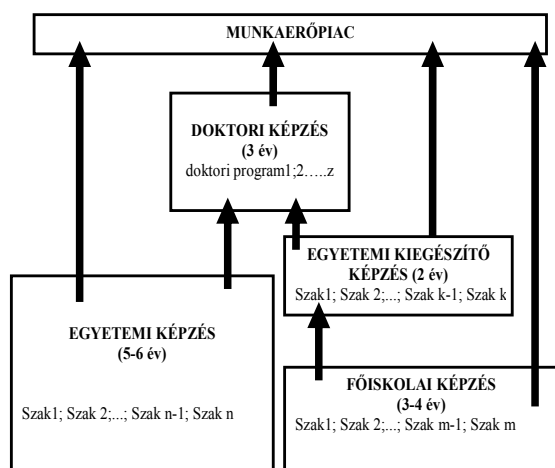 MUNKAERŐPIAC
DOKTORI KÉPZÉS
(3 év)
doktori program1;2…..z
EGYETEMI KIEGÉSZÍTŐ
KÉPZÉS (2 év)
Szak1; Szak 2;...; Szak k-1; Szak k
EGYETEMI KÉPZÉS
(5-6 év)
Szak1; Szak 2;...; Szak n-1; Szak n
FŐISKOLAI KÉPZÉS
(3-4 év)
Szak1; Szak 2;...; Szak m-1; Szak m